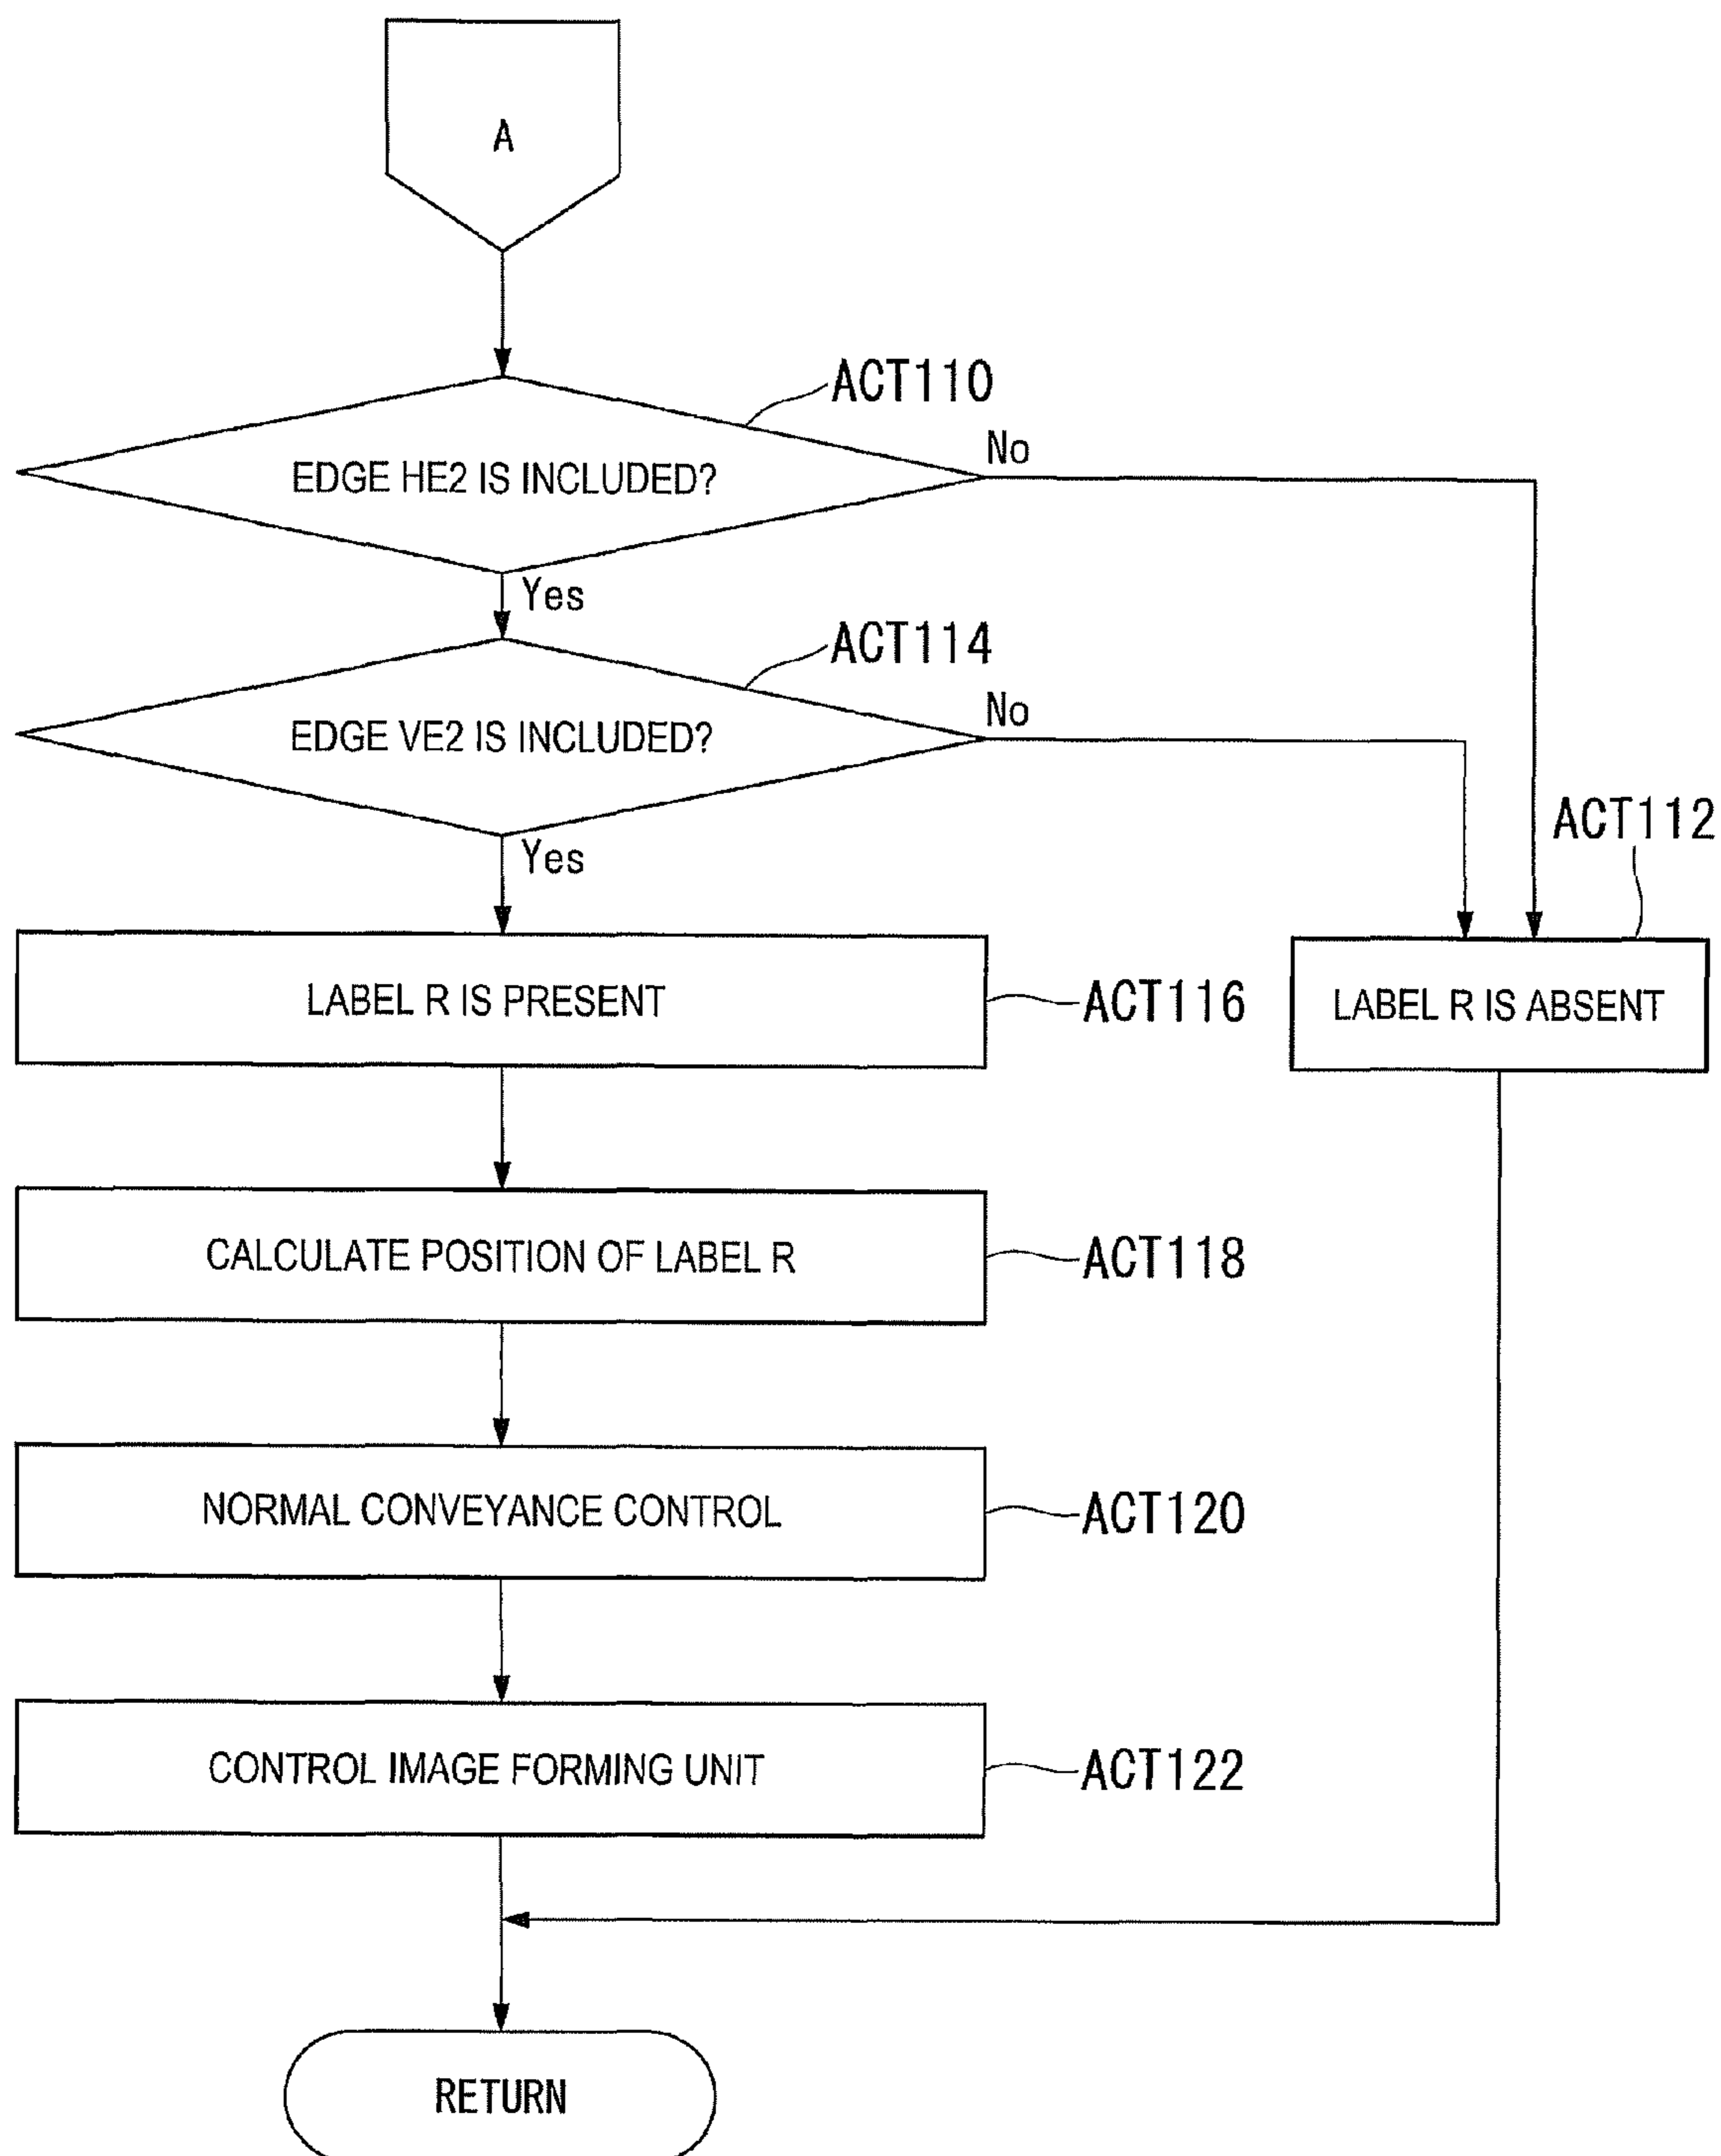 A
ACT110
EDGE HE2 IS INCLUDED?
No
Yes
ACT114
EDGE VE2 IS INCLUDED?
No
Yes
ACT112
LABEL R IS PRESENT
ACT116
LABEL R IS ABSENT
CALCULATE POSITION OF LABEL R
ACT118
NORMAL CONVEYANCE CONTROL
ACT120
CONTROL IMAGE FORMING UNIT
ACT122
RETURN